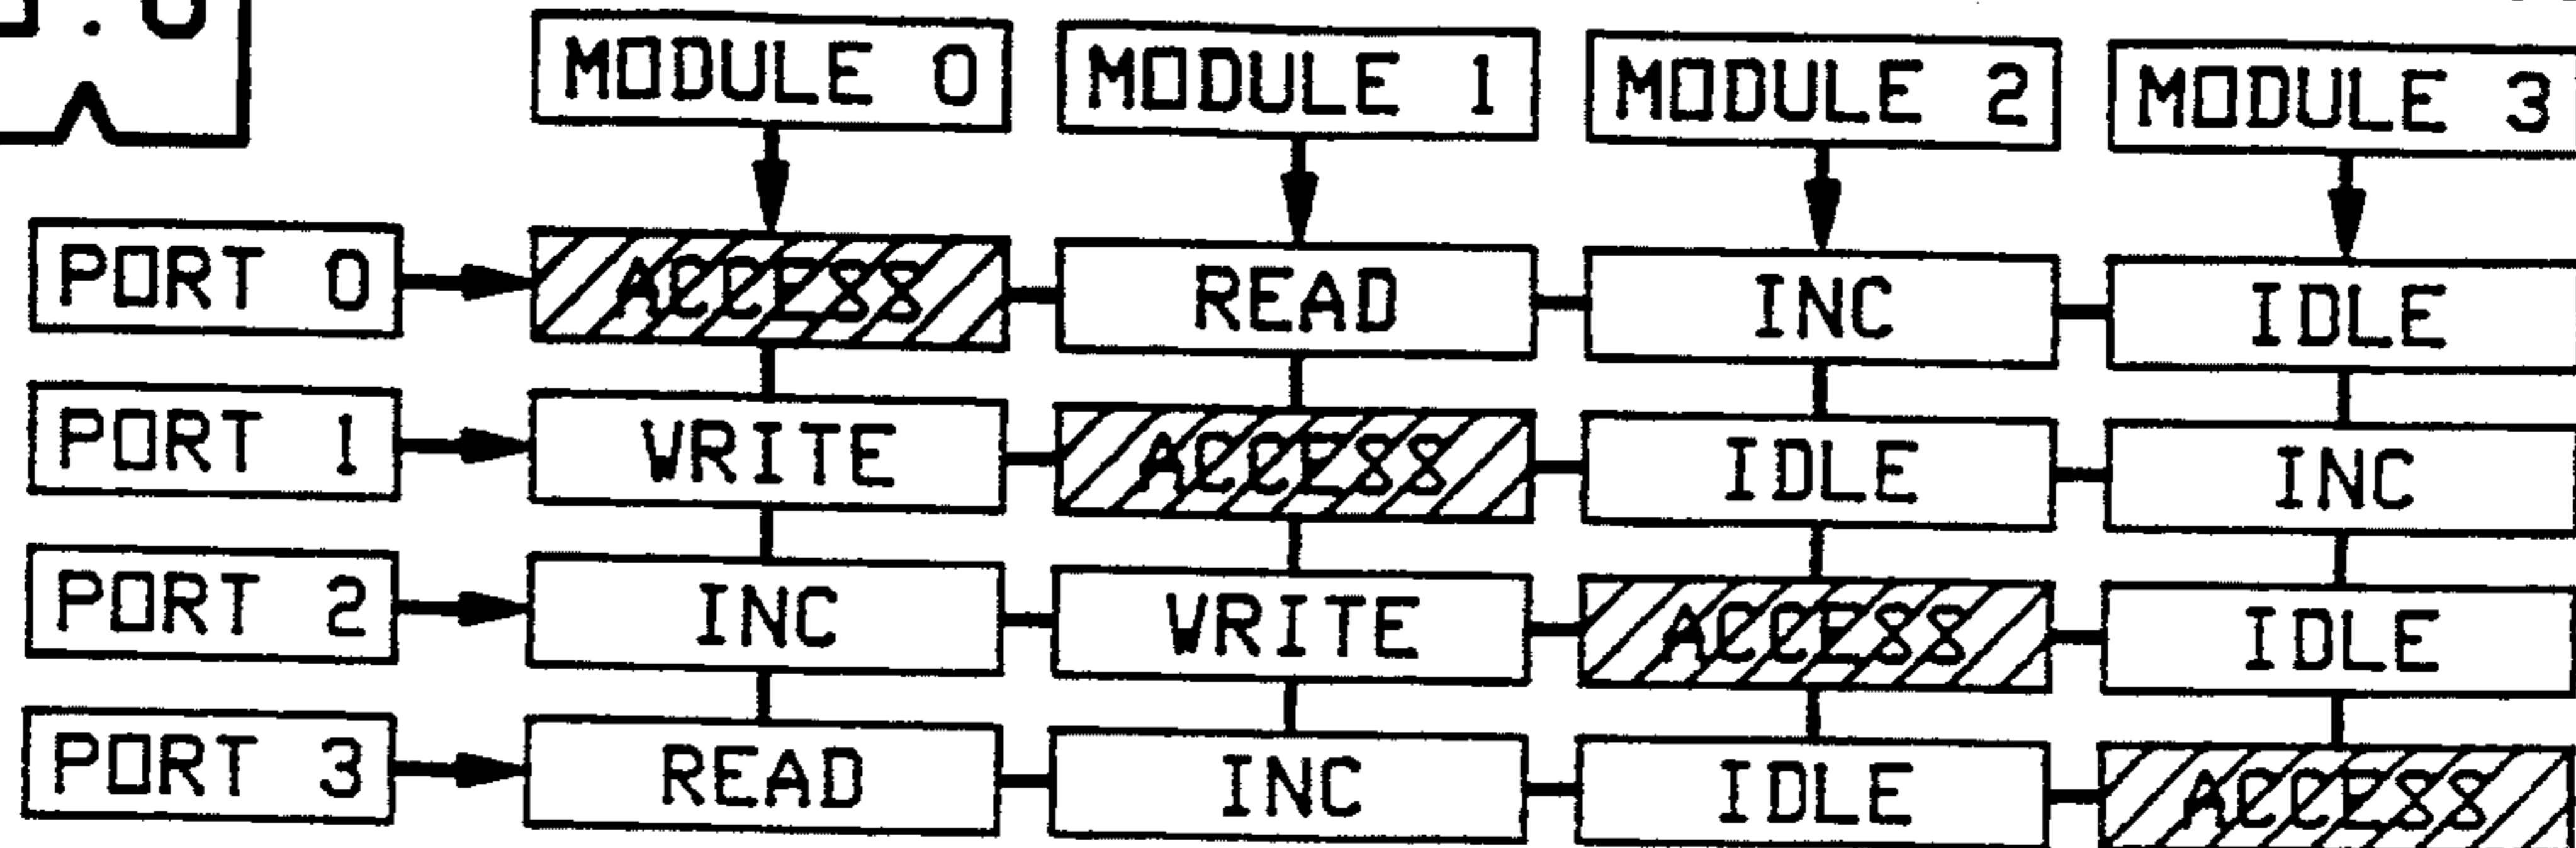 MODULE 0 MODULE 1 MODULE 2 MODULE 3
PORT 0 ACCESS READ INC IDLE
PORT 1 WRITE ACCESS IDLE INC
PORT 2 INC WRITE ACCESS IDLE
PORT 3 READ INC IDLE ACCESS